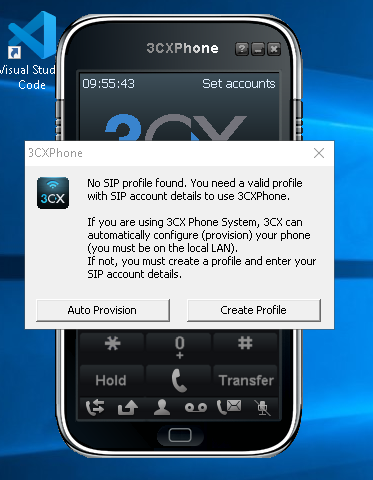 3CXPhone
Visual Stud
Code
09:55:43 Set accounts
3CX
3CXPhone
3CX
No SIP profile found. You need a valid profile
with SIP account details to use 3CXPhone.
If you are using 3CX Phone System, 3CX can
automatically configure (provision) your phone
(you must be on the local LAN).
If not, you must create a profile and enter your
SIP account details.
Auto Provision Create Profile
* 0 #
+
Hold Transfer